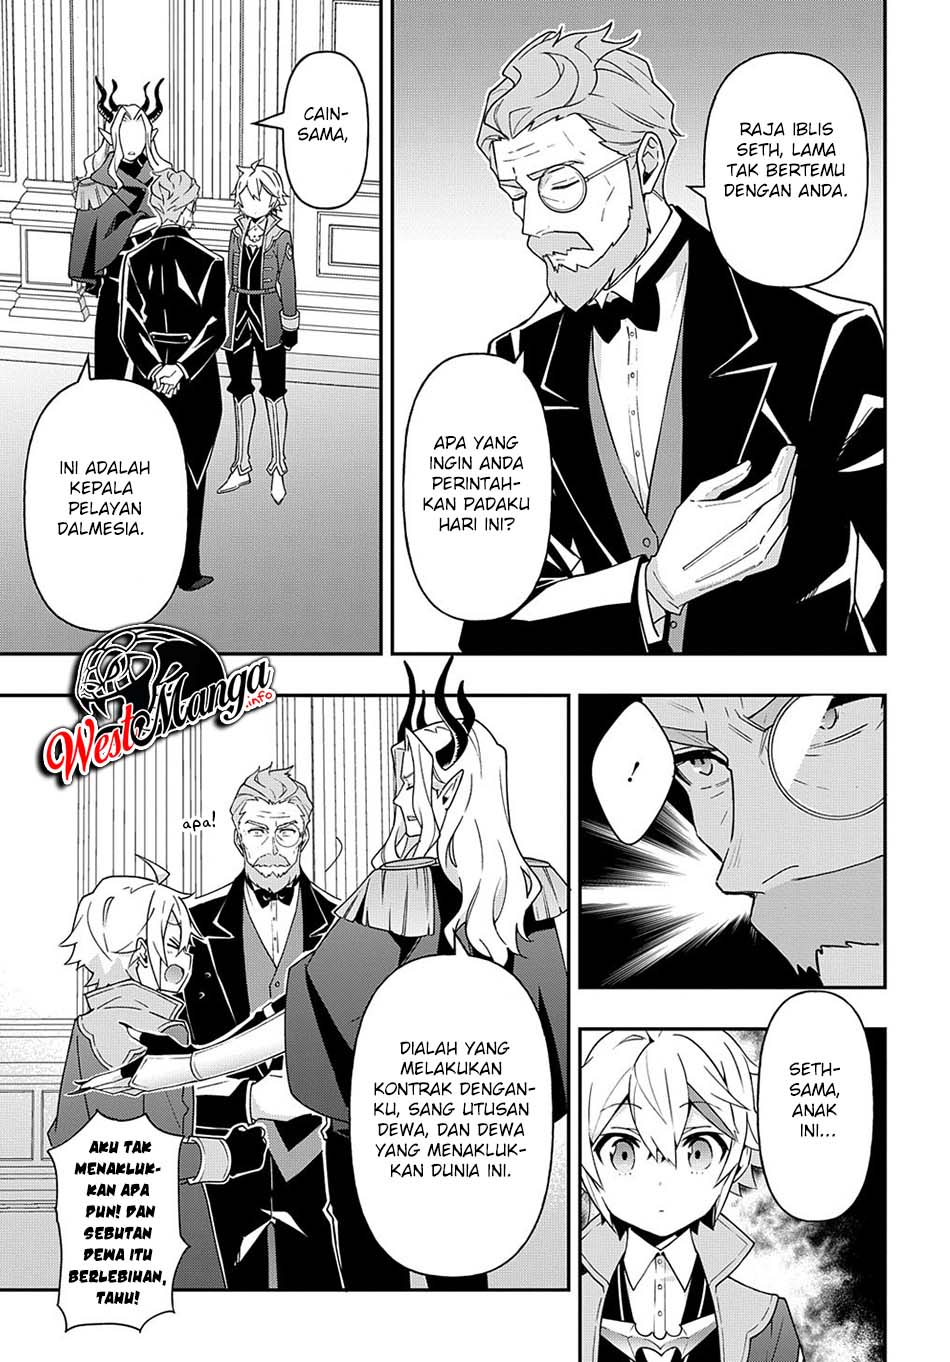 RAJA IBLIS
SETH, LAMA
TAK BERTEMU
DENGAN ANDA.
APA YANG
INGIN ANDA
PERINTAH-
KAN PADAKU
HARI INI?
CAIN-
SAMA,
INI ADALAH
KEPALA
PELAYAN
DALMESIA.
WestManga
.info
!
apa!
SETH-
SAMA,
ANAK
INI...
DIALAH YANG
MELAKUKAN
KONTRAK DENGAN-
KU, SANG UTUSAN
DEWA, DAN DEWA
YANG MENAKLUK-
KAN DUNIA INI.
AKU TAK
MENAKLUK-
KAN APA
PUN! DAN
SEBUTAN
DEWA ITU
BERLEBIHAN,
TAHU!